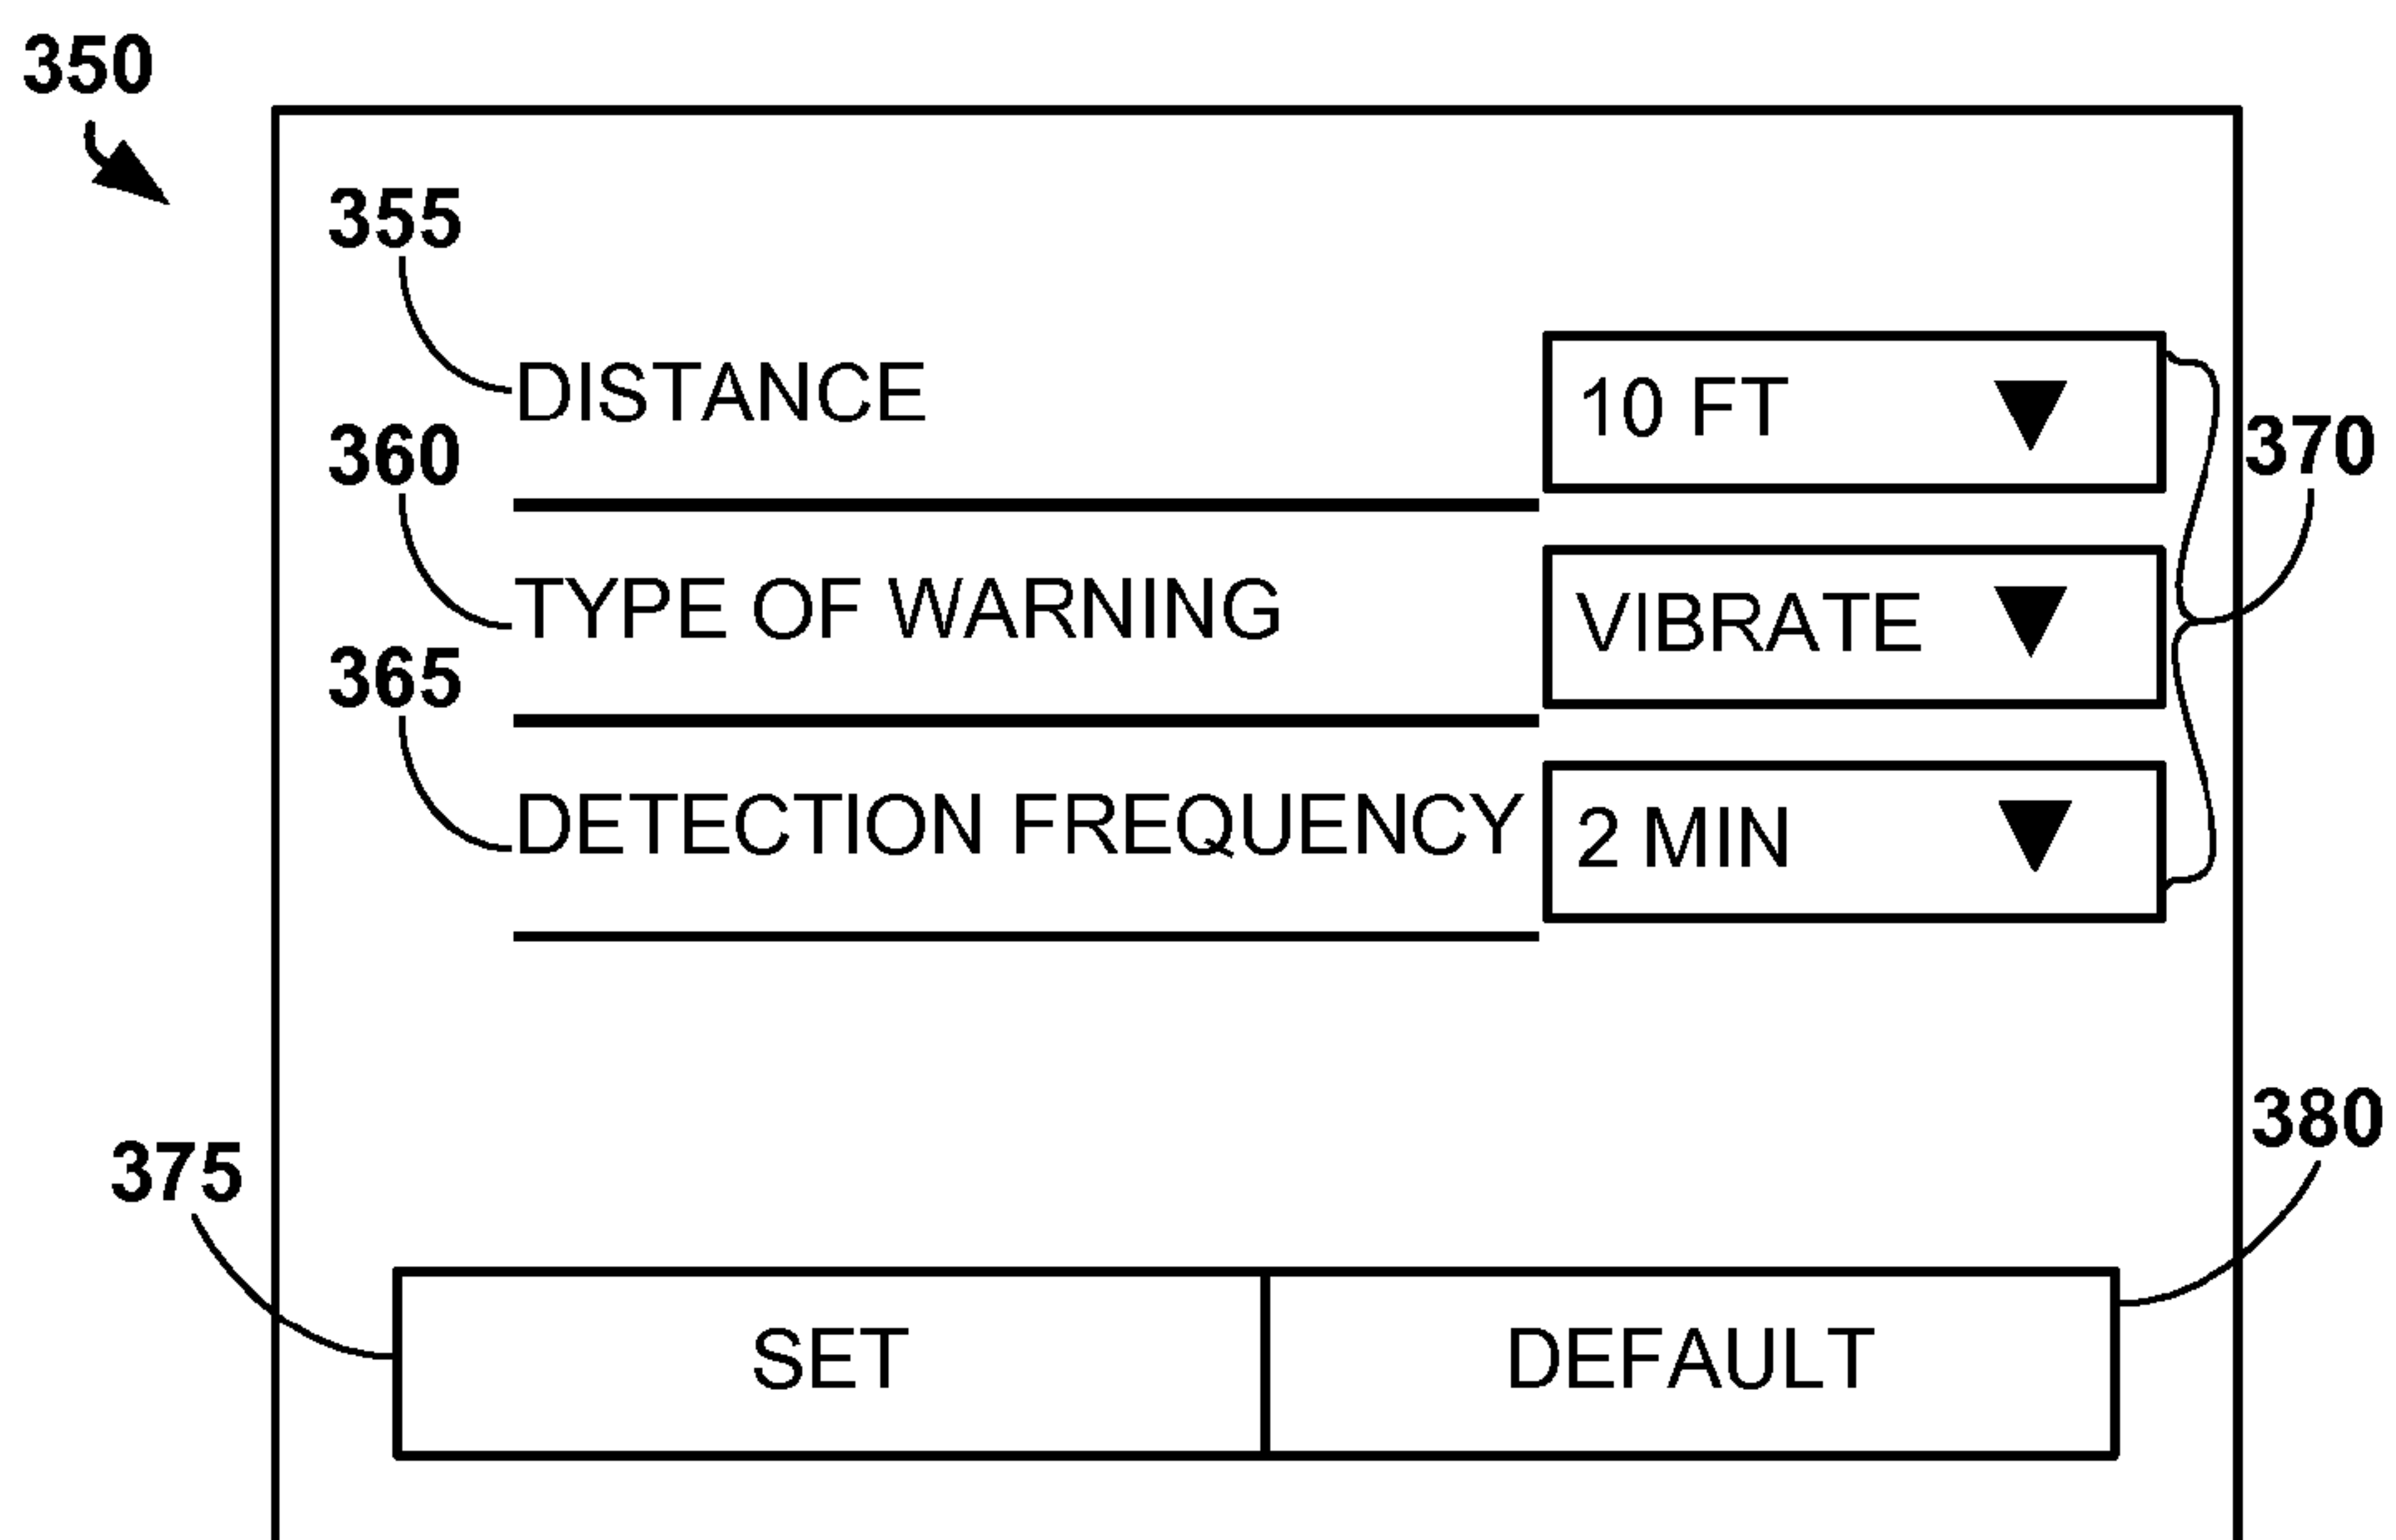 350
355
DISTANCE 10 FT
360
370
TYPE OF WARNING VIBRATE
365
DETECTION FREQUENCY 2 MIN
380
375
SET DEFAULT